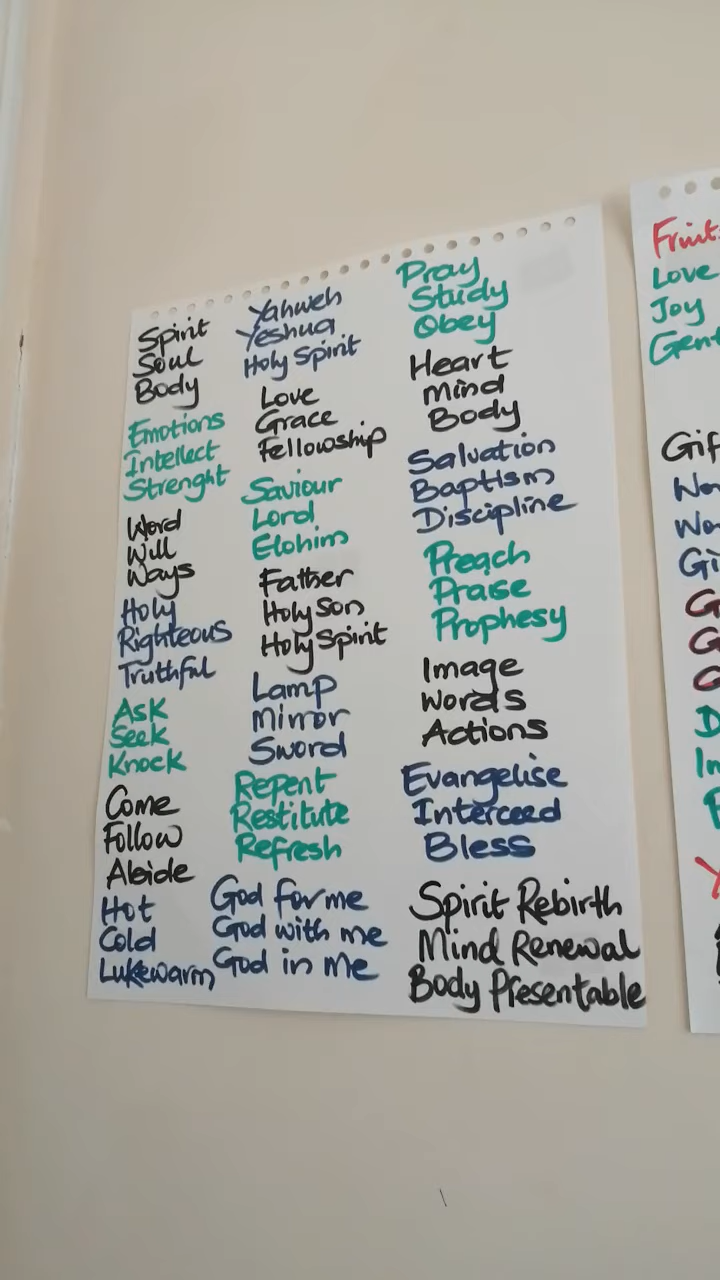 Spirit
Soul
Body
Emotions
Intellect
Strenght
Word
Will
Ways
Holy
Righteous
Truthful
Ask
Seek
Knock
Come
Follow
Abide
Hot
Cold
Lukewarm
Yahweh
Yeshua
Holy Spirit
Love
Grace
Fellowship
Saviour
Lord
Elohim
Father
Holy Son
Holy Spirit
Lamp
Mirror
Sword
Repent
Restitute
Refresh
God for me
God with me
God in me
Pray
Study
Obey
Heart
Mind
Body
Salvation
Baptism
Discipline
Preach
Praise
Prophesy
Image
Words
Actions
Evangelise
Interceed
Bless
Spirit Rebirth
Mind Renewal
Body Presentable
Love
Joy